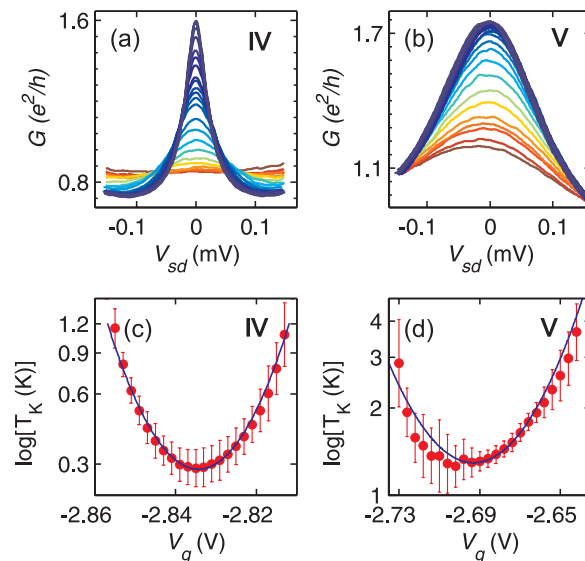 (a) IV
1.6
0.8
G (e²/h)
-0.1 0 0.1
V_sd (mV)
(b) V
1.7
1.1
G (e²/h)
-0.1 0 0.1
V_sd (mV)
(c) IV
1.2
0.9
0.6
0.3
log[T_K (K)]
-2.86 -2.84 -2.82
V_g (V)
(d) V
4
3
2
1
log[T_K (K)]
-2.73 -2.69 -2.65
V_g (V)